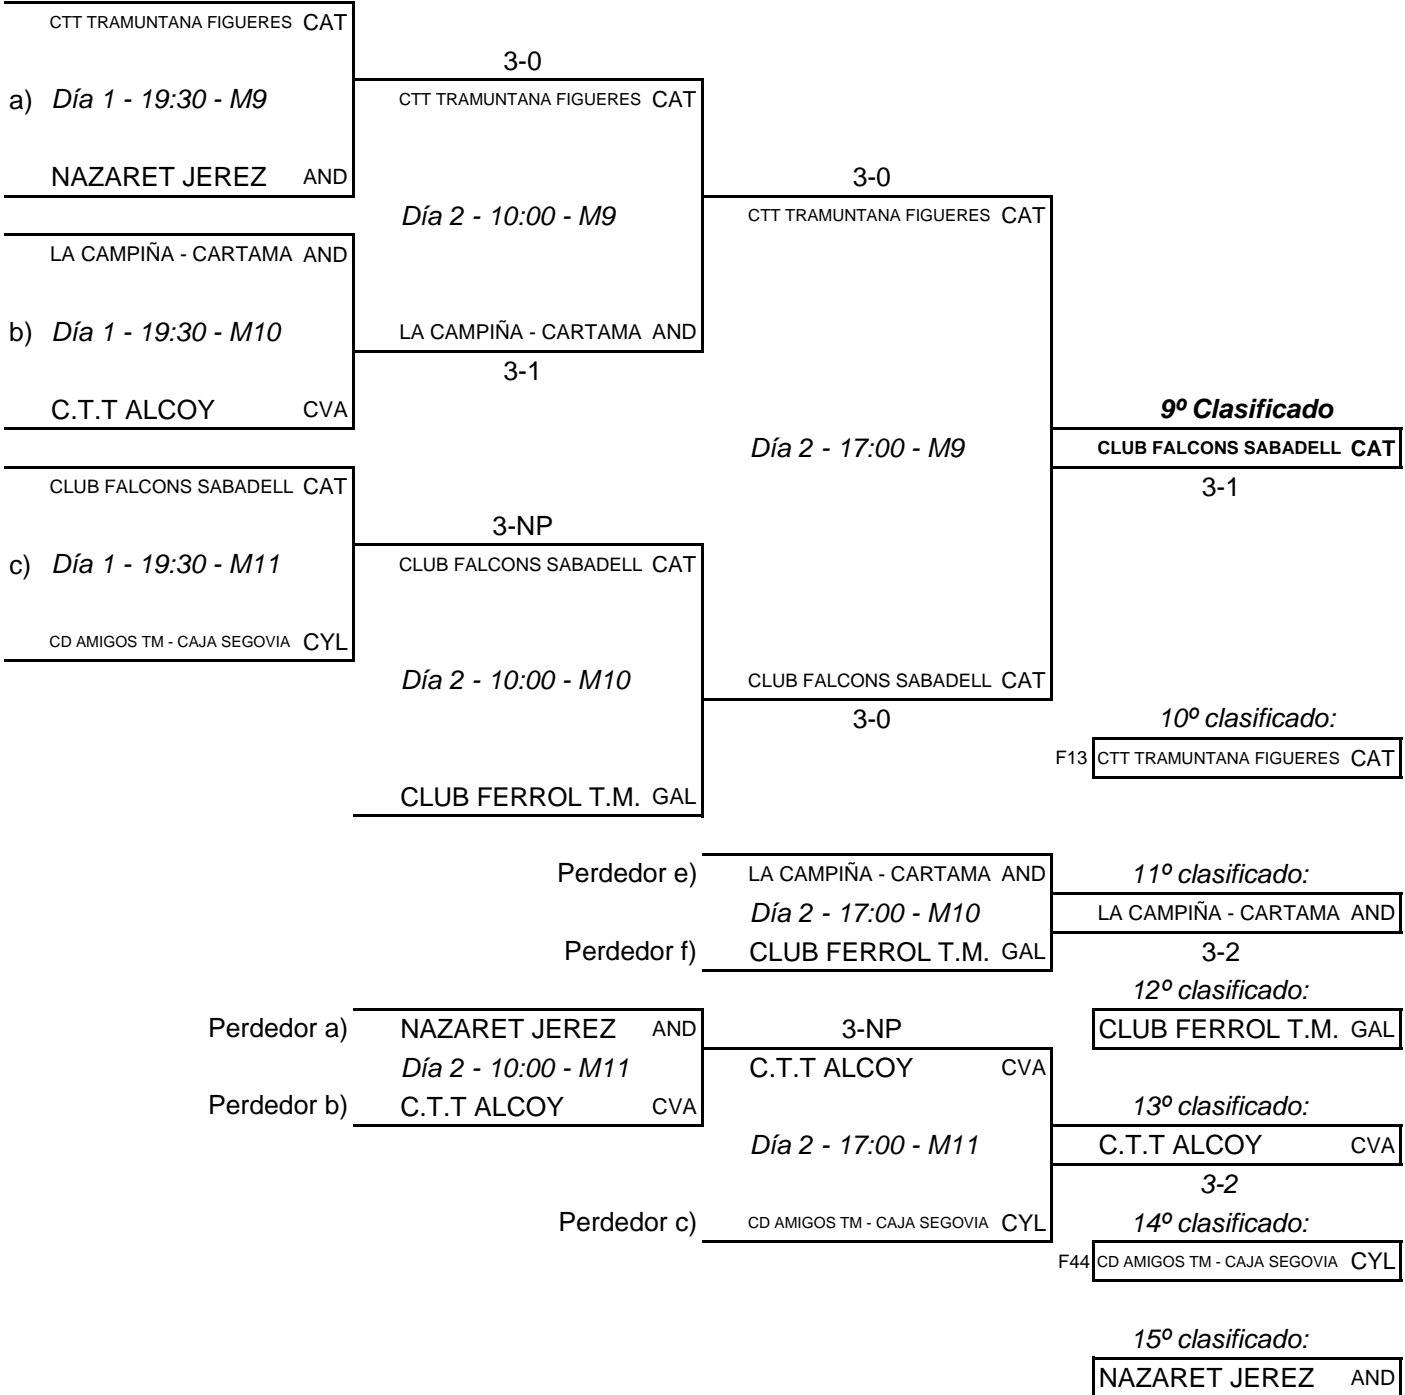 CTT TRAMUNTANA FIGUERES CAT
3-0
a) Día 1 - 19:30 - M9
CTT TRAMUNTANA FIGUERES CAT
NAZARET JEREZ AND
3-0
Día 2 - 10:00 - M9
CTT TRAMUNTANA FIGUERES CAT
LA CAMPIÑA - CARTAMA AND
b) Día 1 - 19:30 - M10
LA CAMPIÑA - CARTAMA AND
3-1
C.T.T ALCOY CVA
9º Clasificado
Día 2 - 17:00 - M9
CLUB FALCONS SABADELL CAT
CLUB FALCONS SABADELL CAT
3-1
3-NP
c) Día 1 - 19:30 - M11
CLUB FALCONS SABADELL CAT
CD AMIGOS TM - CAJA SEGOVIA CYL
Día 2 - 10:00 - M10
CLUB FALCONS SABADELL CAT
3-0
10º clasificado:
F13 CTT TRAMUNTANA FIGUERES CAT
CLUB FERROL T.M. GAL
Perdedor e) LA CAMPIÑA - CARTAMA AND
11º clasificado:
Día 2 - 17:00 - M10
LA CAMPIÑA - CARTAMA AND
Perdedor f) CLUB FERROL T.M. GAL
3-2
12º clasificado:
Perdedor a) NAZARET JEREZ AND
3-NP
CLUB FERROL T.M. GAL
Día 2 - 10:00 - M11
C.T.T ALCOY CVA
Perdedor b) C.T.T ALCOY CVA
13º clasificado:
Día 2 - 17:00 - M11
C.T.T ALCOY CVA
3-2
Perdedor c) CD AMIGOS TM - CAJA SEGOVIA CYL
14º clasificado:
F44 CD AMIGOS TM - CAJA SEGOVIA CYL
15º clasificado:
NAZARET JEREZ AND